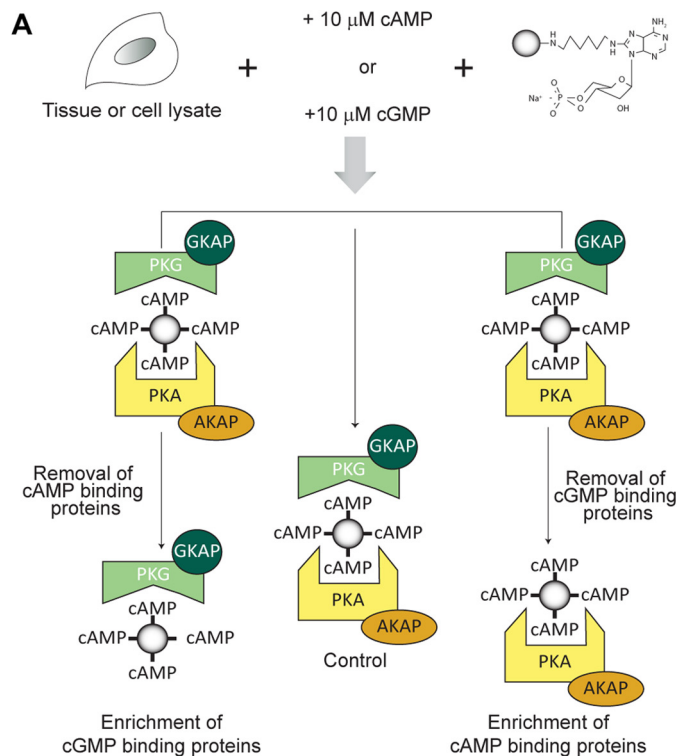 A
Tissue or cell lysate
+
+ 10 μM cAMP
or
+10 μM cGMP
+
H
N
H
N
NH₂
N
N
N
N
O
P
O
O
O
O
Na⁺
OH
GKAP
PKG
cAMP
cAMP cAMP
cAMP
PKA
AKAP
Removal of
cAMP binding
proteins
GKAP
PKG
cAMP
cAMP cAMP
cAMP
Enrichment of
cGMP binding proteins
GKAP
PKG
cAMP
cAMP cAMP
cAMP
PKA
AKAP
Control
GKAP
PKG
cAMP
cAMP cAMP
cAMP
PKA
AKAP
Removal of
cGMP binding
proteins
cAMP
cAMP cAMP
cAMP
PKA
AKAP
Enrichment of
cAMP binding proteins